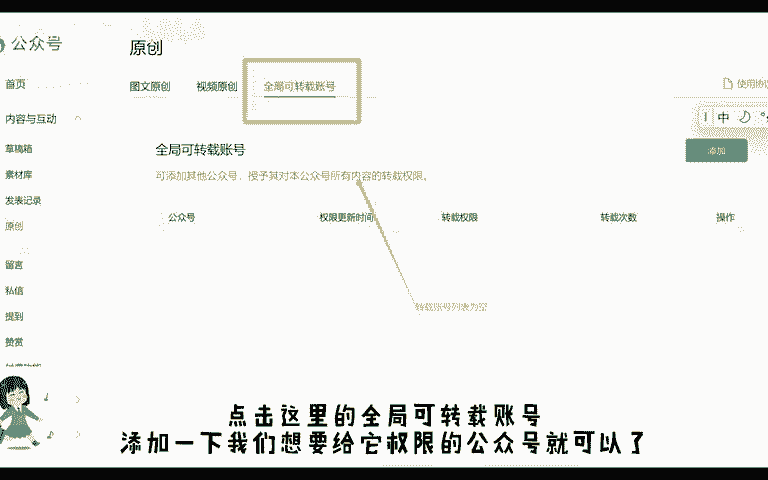 公众号
原创
首页
图文原创 视频原创 全局可转载账号
使用协
内容与互动
中
草稿箱
全局可转载账号
添加
素材库
可添加其他公众号,授予其对本公众号所有内容的转载权限。
发表记录
公众号 权限更新时间 转载权限 转载次数 操作
原创
留言
私信
转载账号列表为空
提到
赞赏
点击这里的全局可转载账号
添加一下我们想要给它权限的公众号就可以了